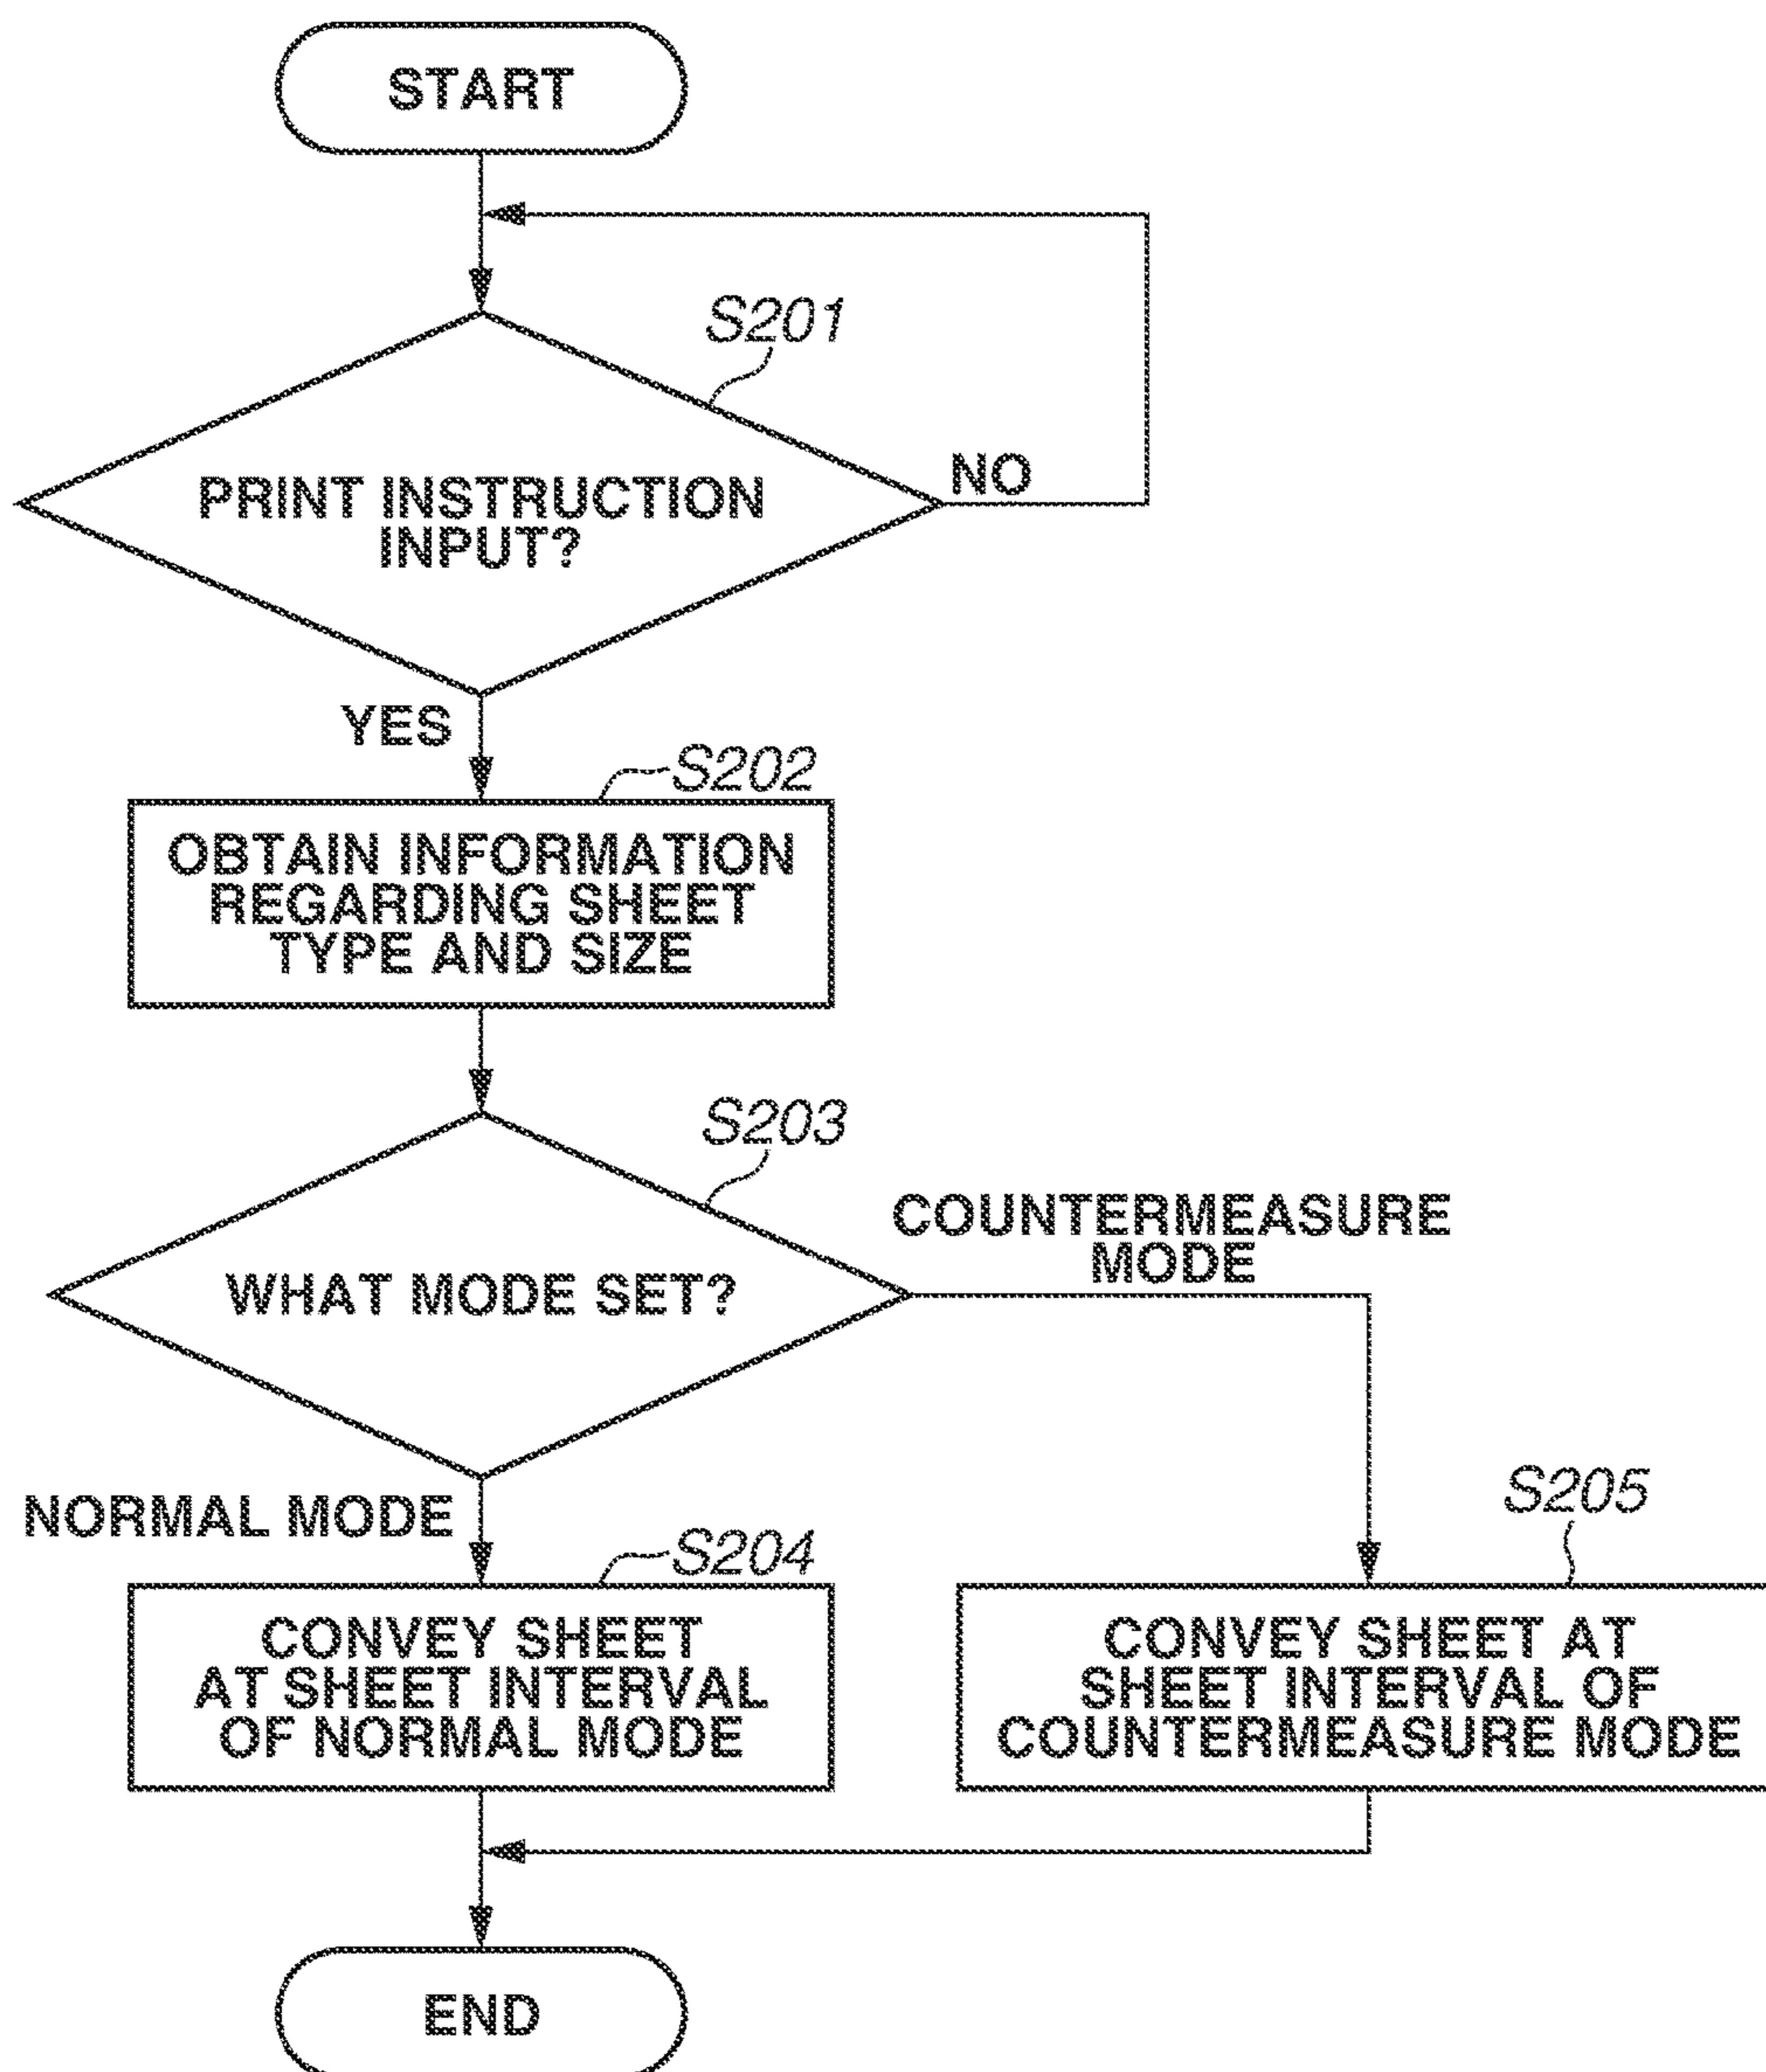 START
S201
PRINT INSTRUCTION
INPUT?
NO
YES
S202
OBTAIN INFORMATION
REGARDING SHEET
TYPE AND SIZE
S203
WHAT MODE SET?
COUNTERMEASURE
MODE
NORMAL MODE
S204
CONVEY SHEET
AT SHEET INTERVAL
OF NORMAL MODE
S205
CONVEY SHEET AT
SHEET INTERVAL OF
COUNTERMEASURE MODE
END